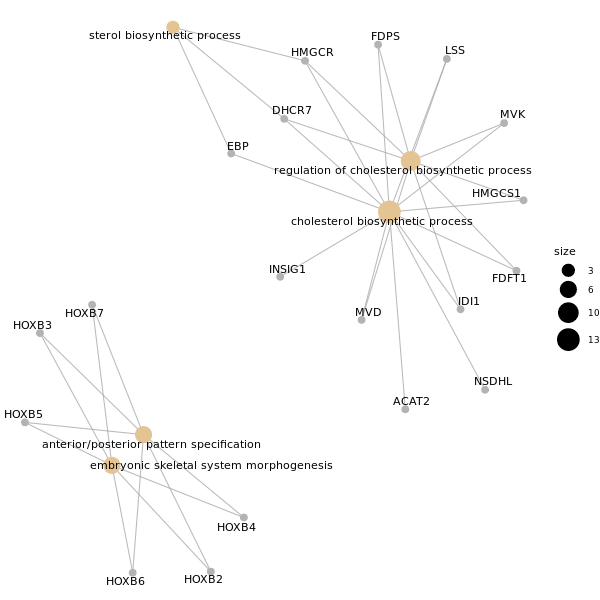 sterol biosynthetic process
FDPS
HMGCR
LSS
DHCR7
MVK
EBP
regulation of cholesterol biosynthetic process
HMGCS1
cholesterol biosynthetic process
size
3
6
10
13
INSIG1
FDFT1
IDI1
MVD
HOXB7
HOXB3
NSDHL
ACAT2
HOXB5
anterior/posterior pattern specification
embryonic skeletal system morphogenesis
HOXB4
HOXB6
HOXB2